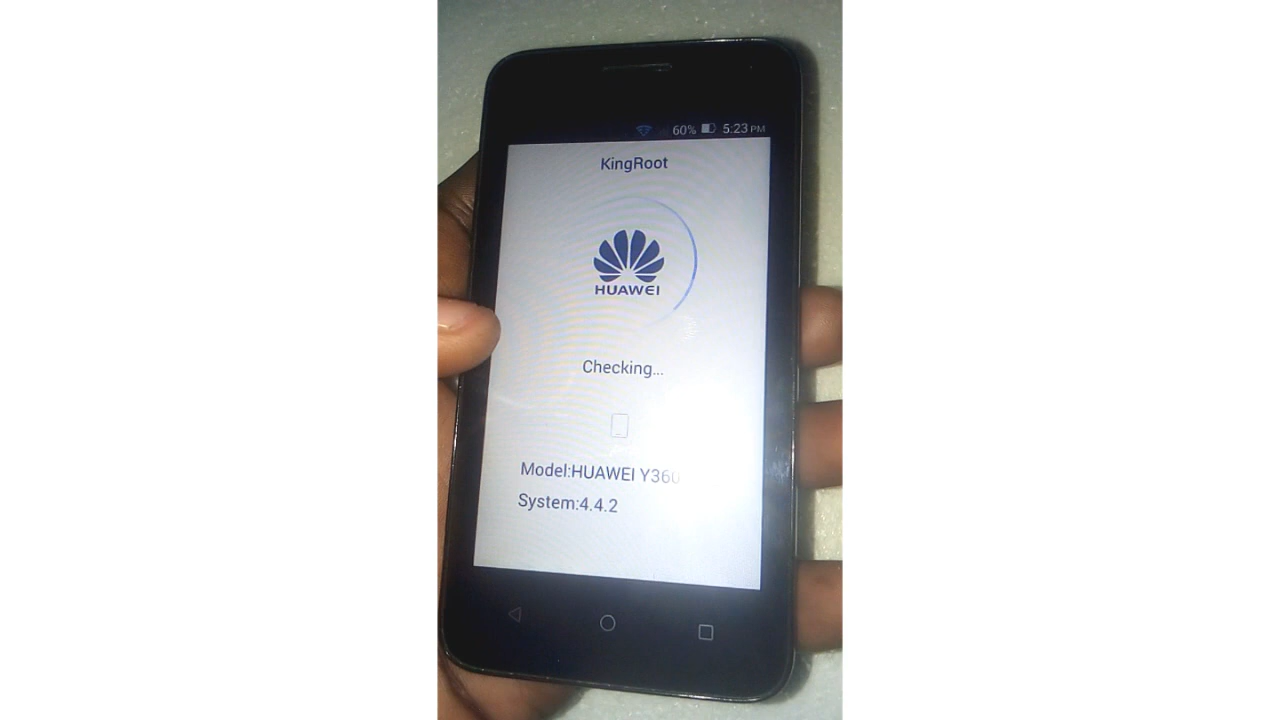 60% 5:23 PM
KingRoot
HUAWEI
Checking...
Model:HUAWEI Y360
System:4.4.2